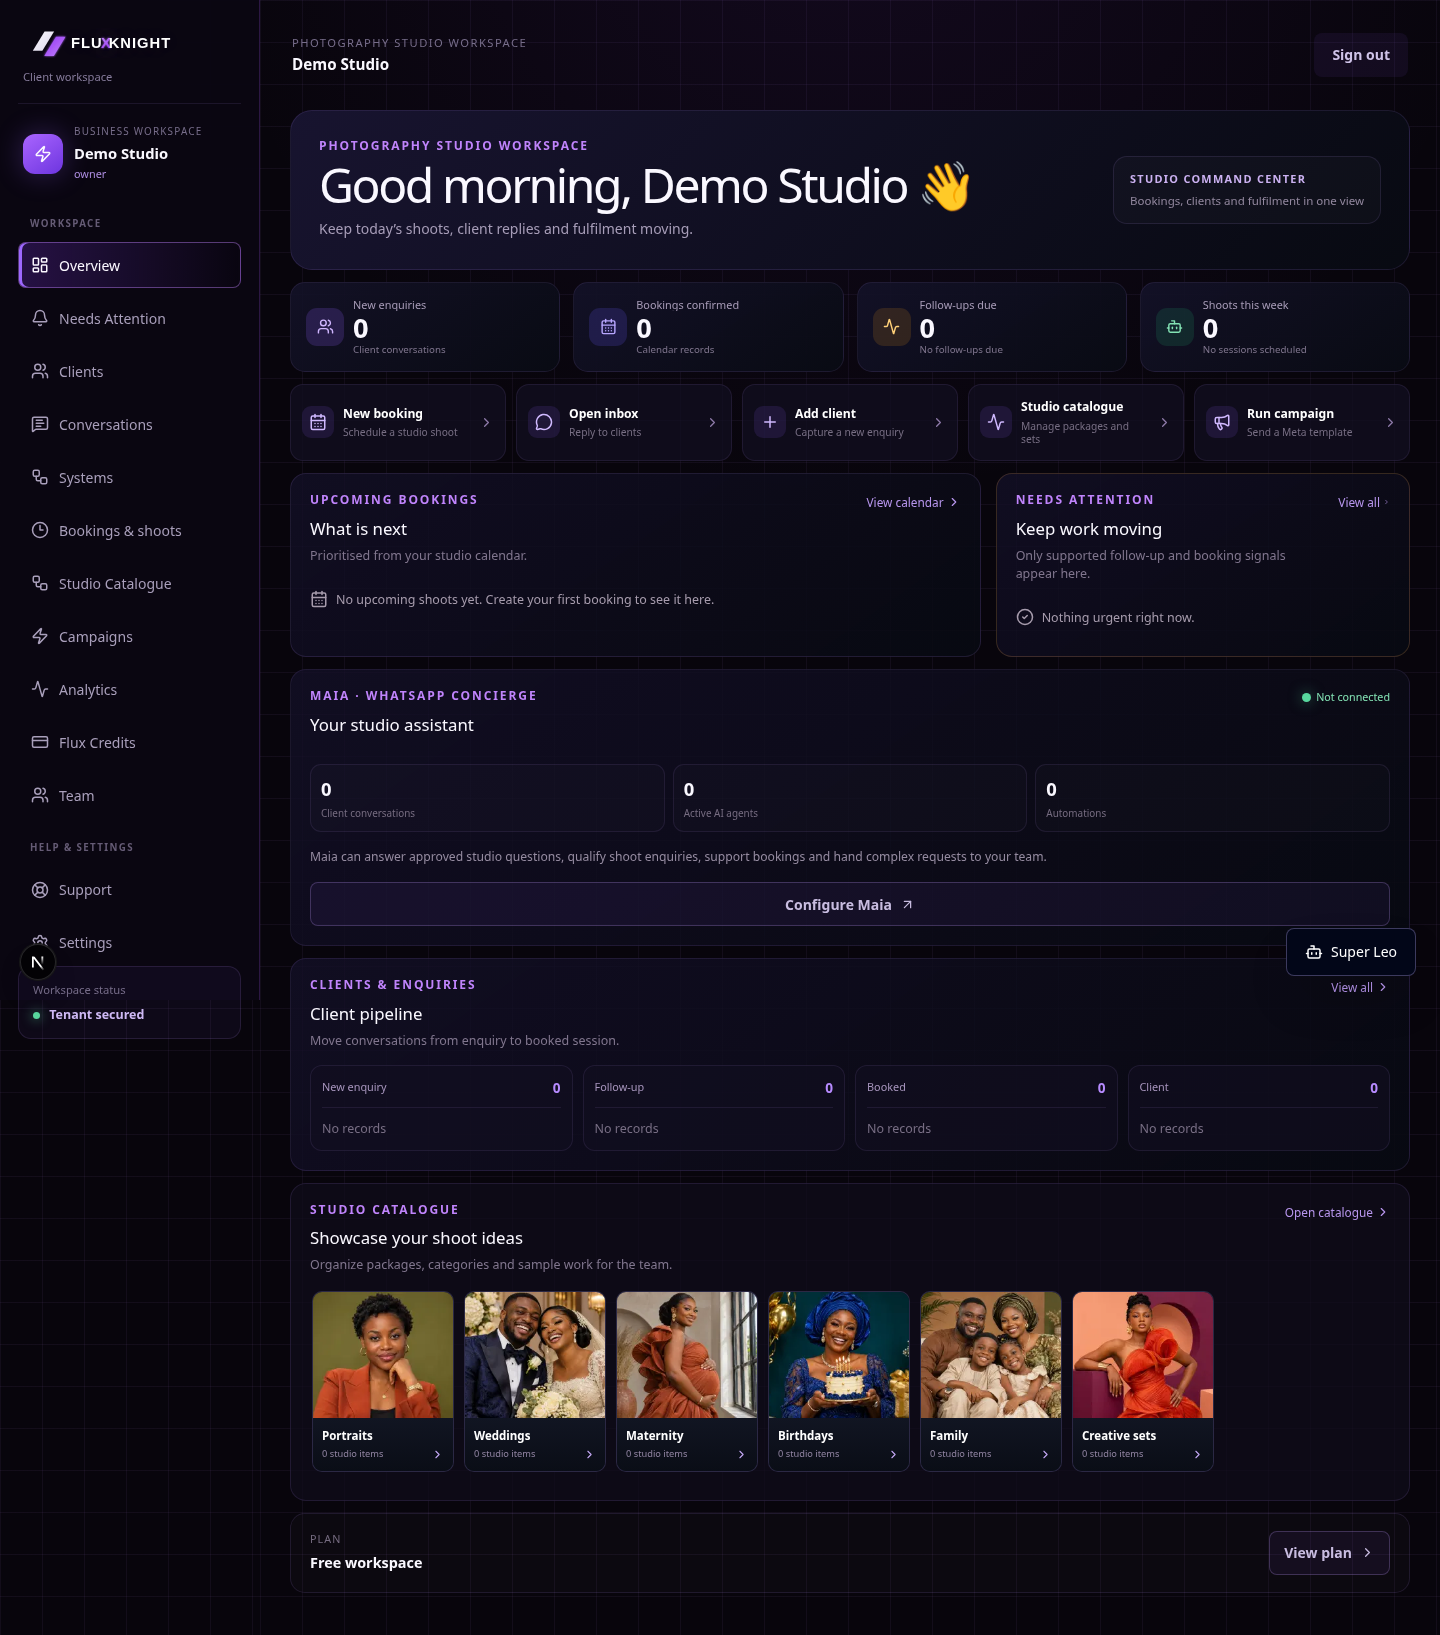 FLUXKNIGHT
Client workspace
BUSINESS WORKSPACE
Demo Studio
owner
WORKSPACE
Overview
Needs Attention
Clients
Conversations
Systems
Bookings & shoots
Studio Catalogue
Campaigns
Analytics
Flux Credits
Team
HELP & SETTINGS
Support
Settings
N
Workspace status
Tenant secured
PHOTOGRAPHY STUDIO WORKSPACE
Demo Studio
Sign out
PHOTOGRAPHY STUDIO WORKSPACE
Good morning, Demo Studio 👋
Keep today’s shoots, client replies and fulfilment moving.
STUDIO COMMAND CENTER
Bookings, clients and fulfilment in one view
New enquiries
0
Client conversations
Bookings confirmed
0
Calendar records
Follow-ups due
0
No follow-ups due
Shoots this week
0
No sessions scheduled
New booking
Schedule a studio shoot
Open inbox
Reply to clients
Add client
Capture a new enquiry
Studio catalogue
Manage packages and
sets
Run campaign
Send a Meta template
UPCOMING BOOKINGS
View calendar
What is next
Prioritised from your studio calendar.
No upcoming shoots yet. Create your first booking to see it here.
NEEDS ATTENTION
View all
Keep work moving
Only supported follow-up and booking signals
appear here.
Nothing urgent right now.
MAIA · WHATSAPP CONCIERGE
Not connected
Your studio assistant
0
Client conversations
0
Active AI agents
0
Automations
Maia can answer approved studio questions, qualify shoot enquiries, support bookings and hand complex requests to your team.
Configure Maia
Super Leo
CLIENTS & ENQUIRIES
View all
Client pipeline
Move conversations from enquiry to booked session.
New enquiry 0
No records
Follow-up 0
No records
Booked 0
No records
Client 0
No records
STUDIO CATALOGUE
Open catalogue
Showcase your shoot ideas
Organize packages, categories and sample work for the team.
Portraits
0 studio items
Weddings
0 studio items
Maternity
0 studio items
Birthdays
0 studio items
Family
0 studio items
Creative sets
0 studio items
PLAN
Free workspace
View plan